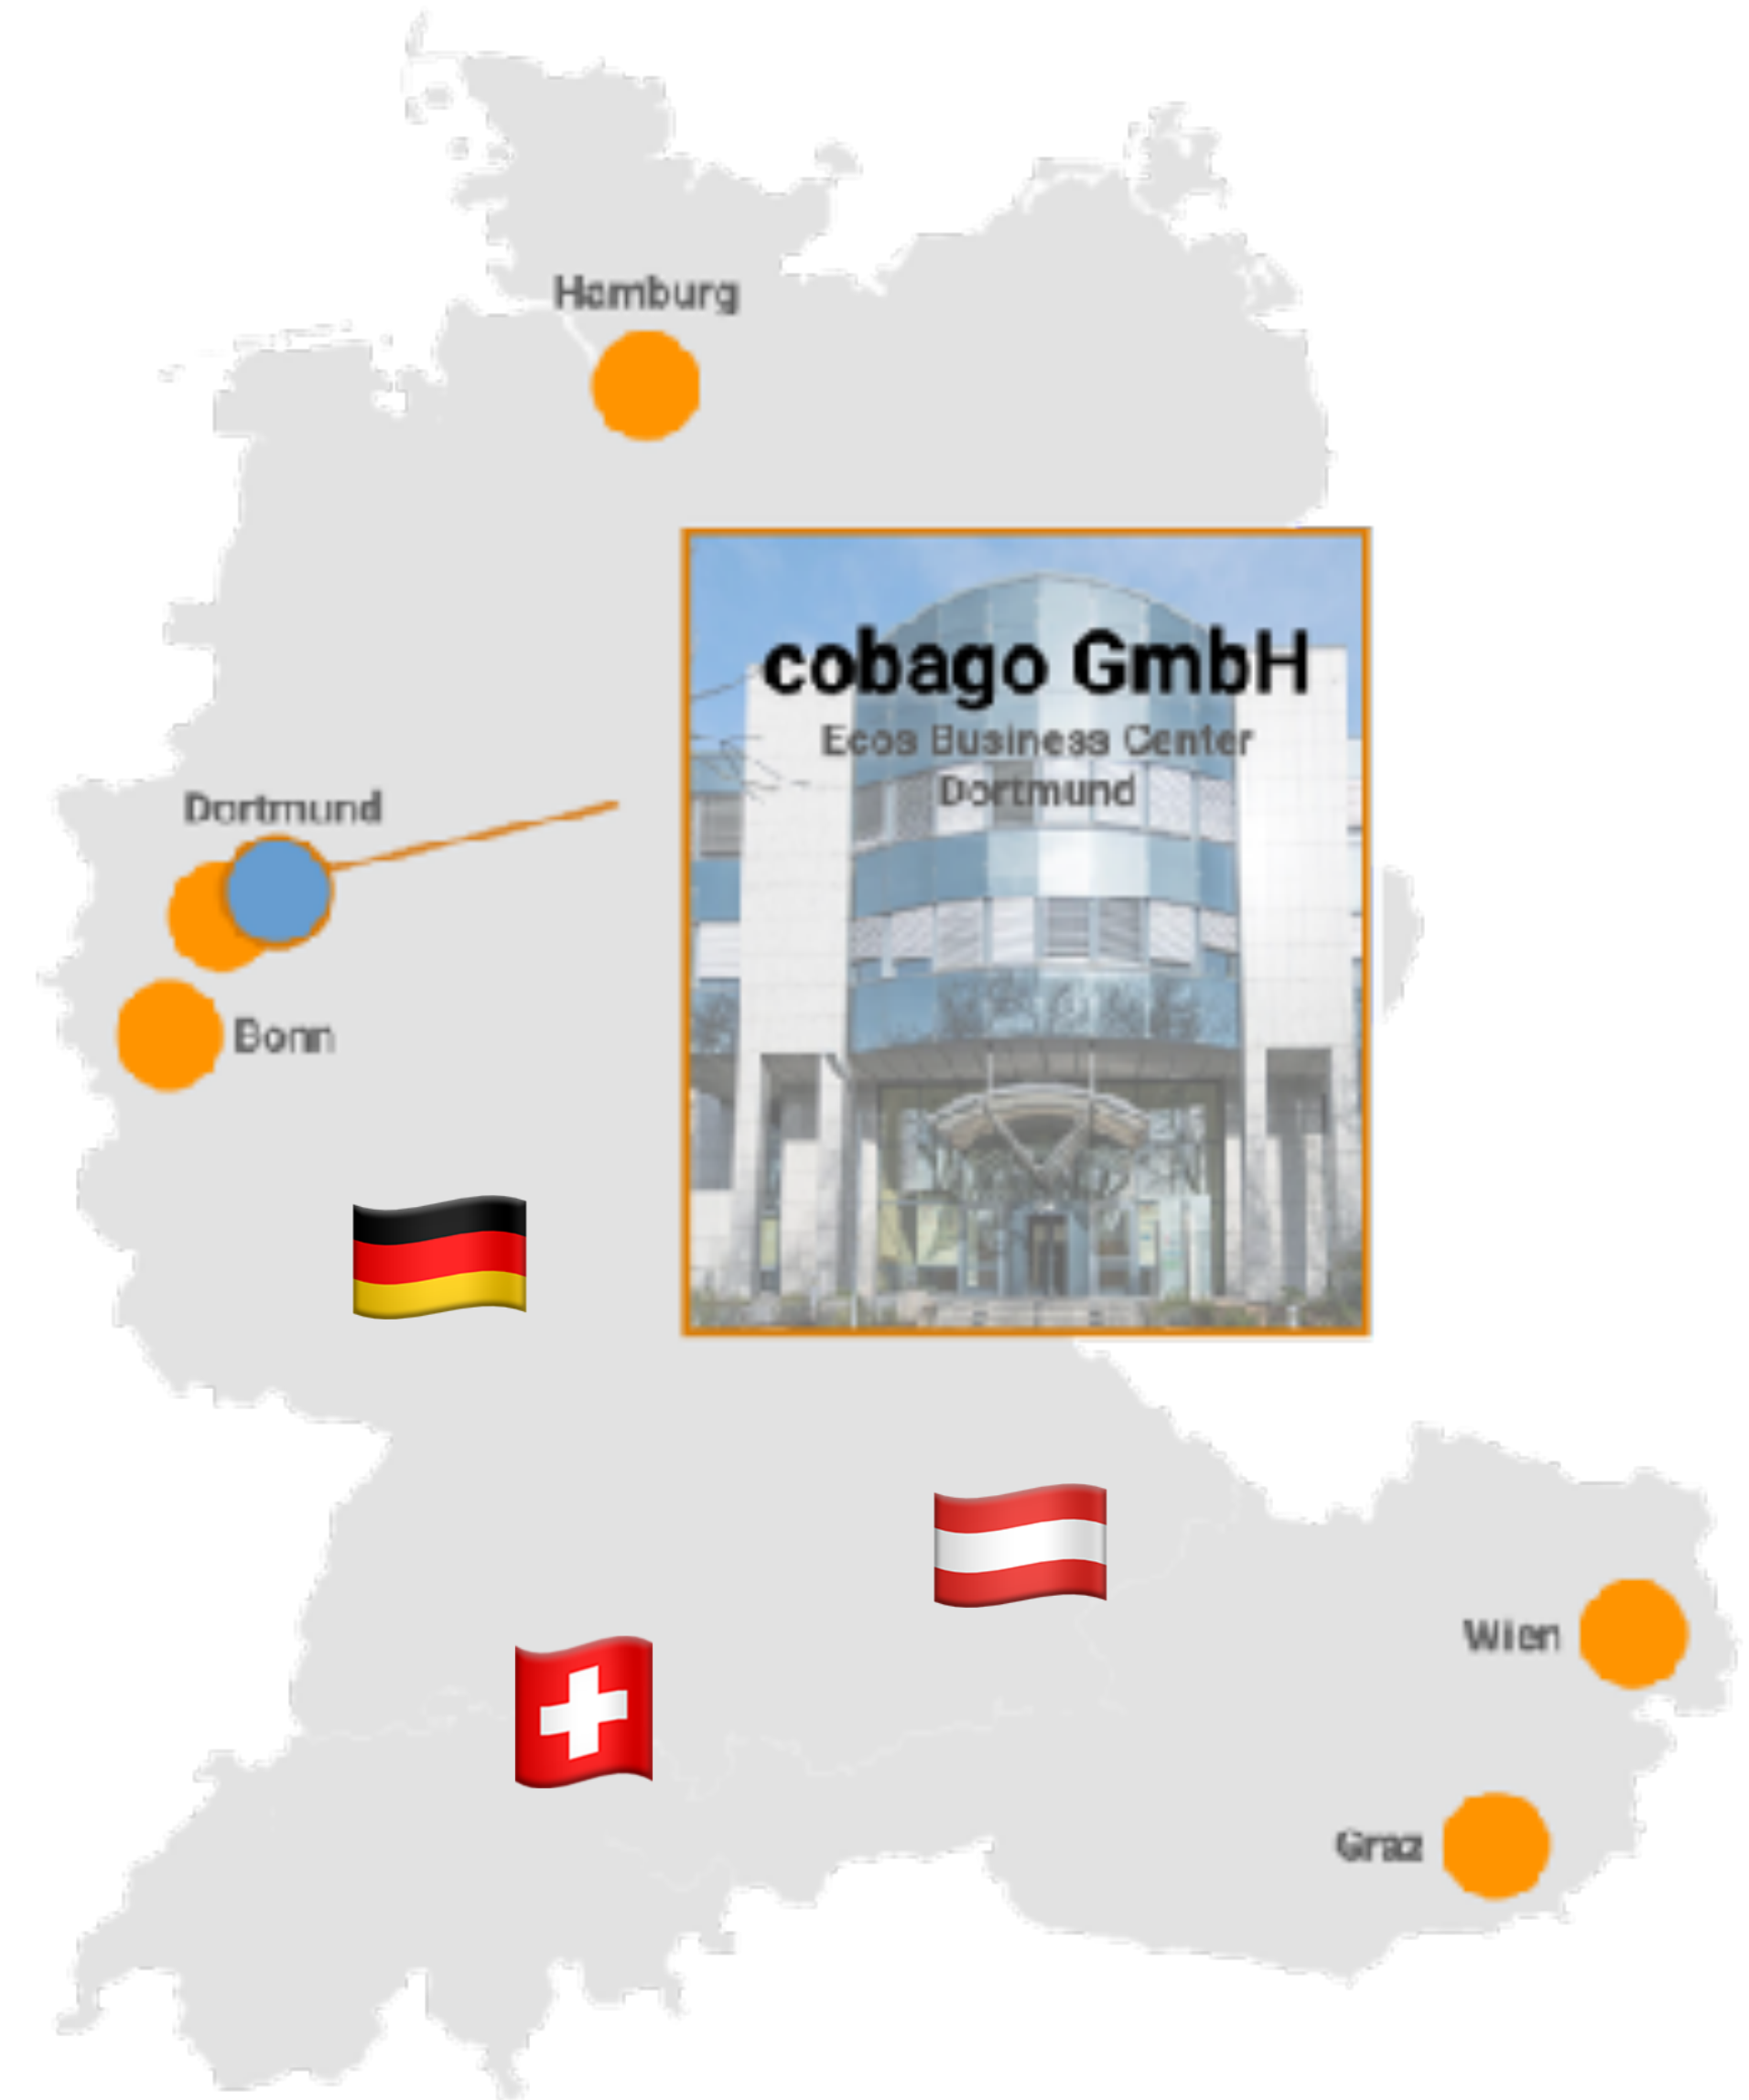 Hamburg
cobago GmbH
Ecos Business Center
Dortmund
Dortmund
Bonn
Wien
Graz